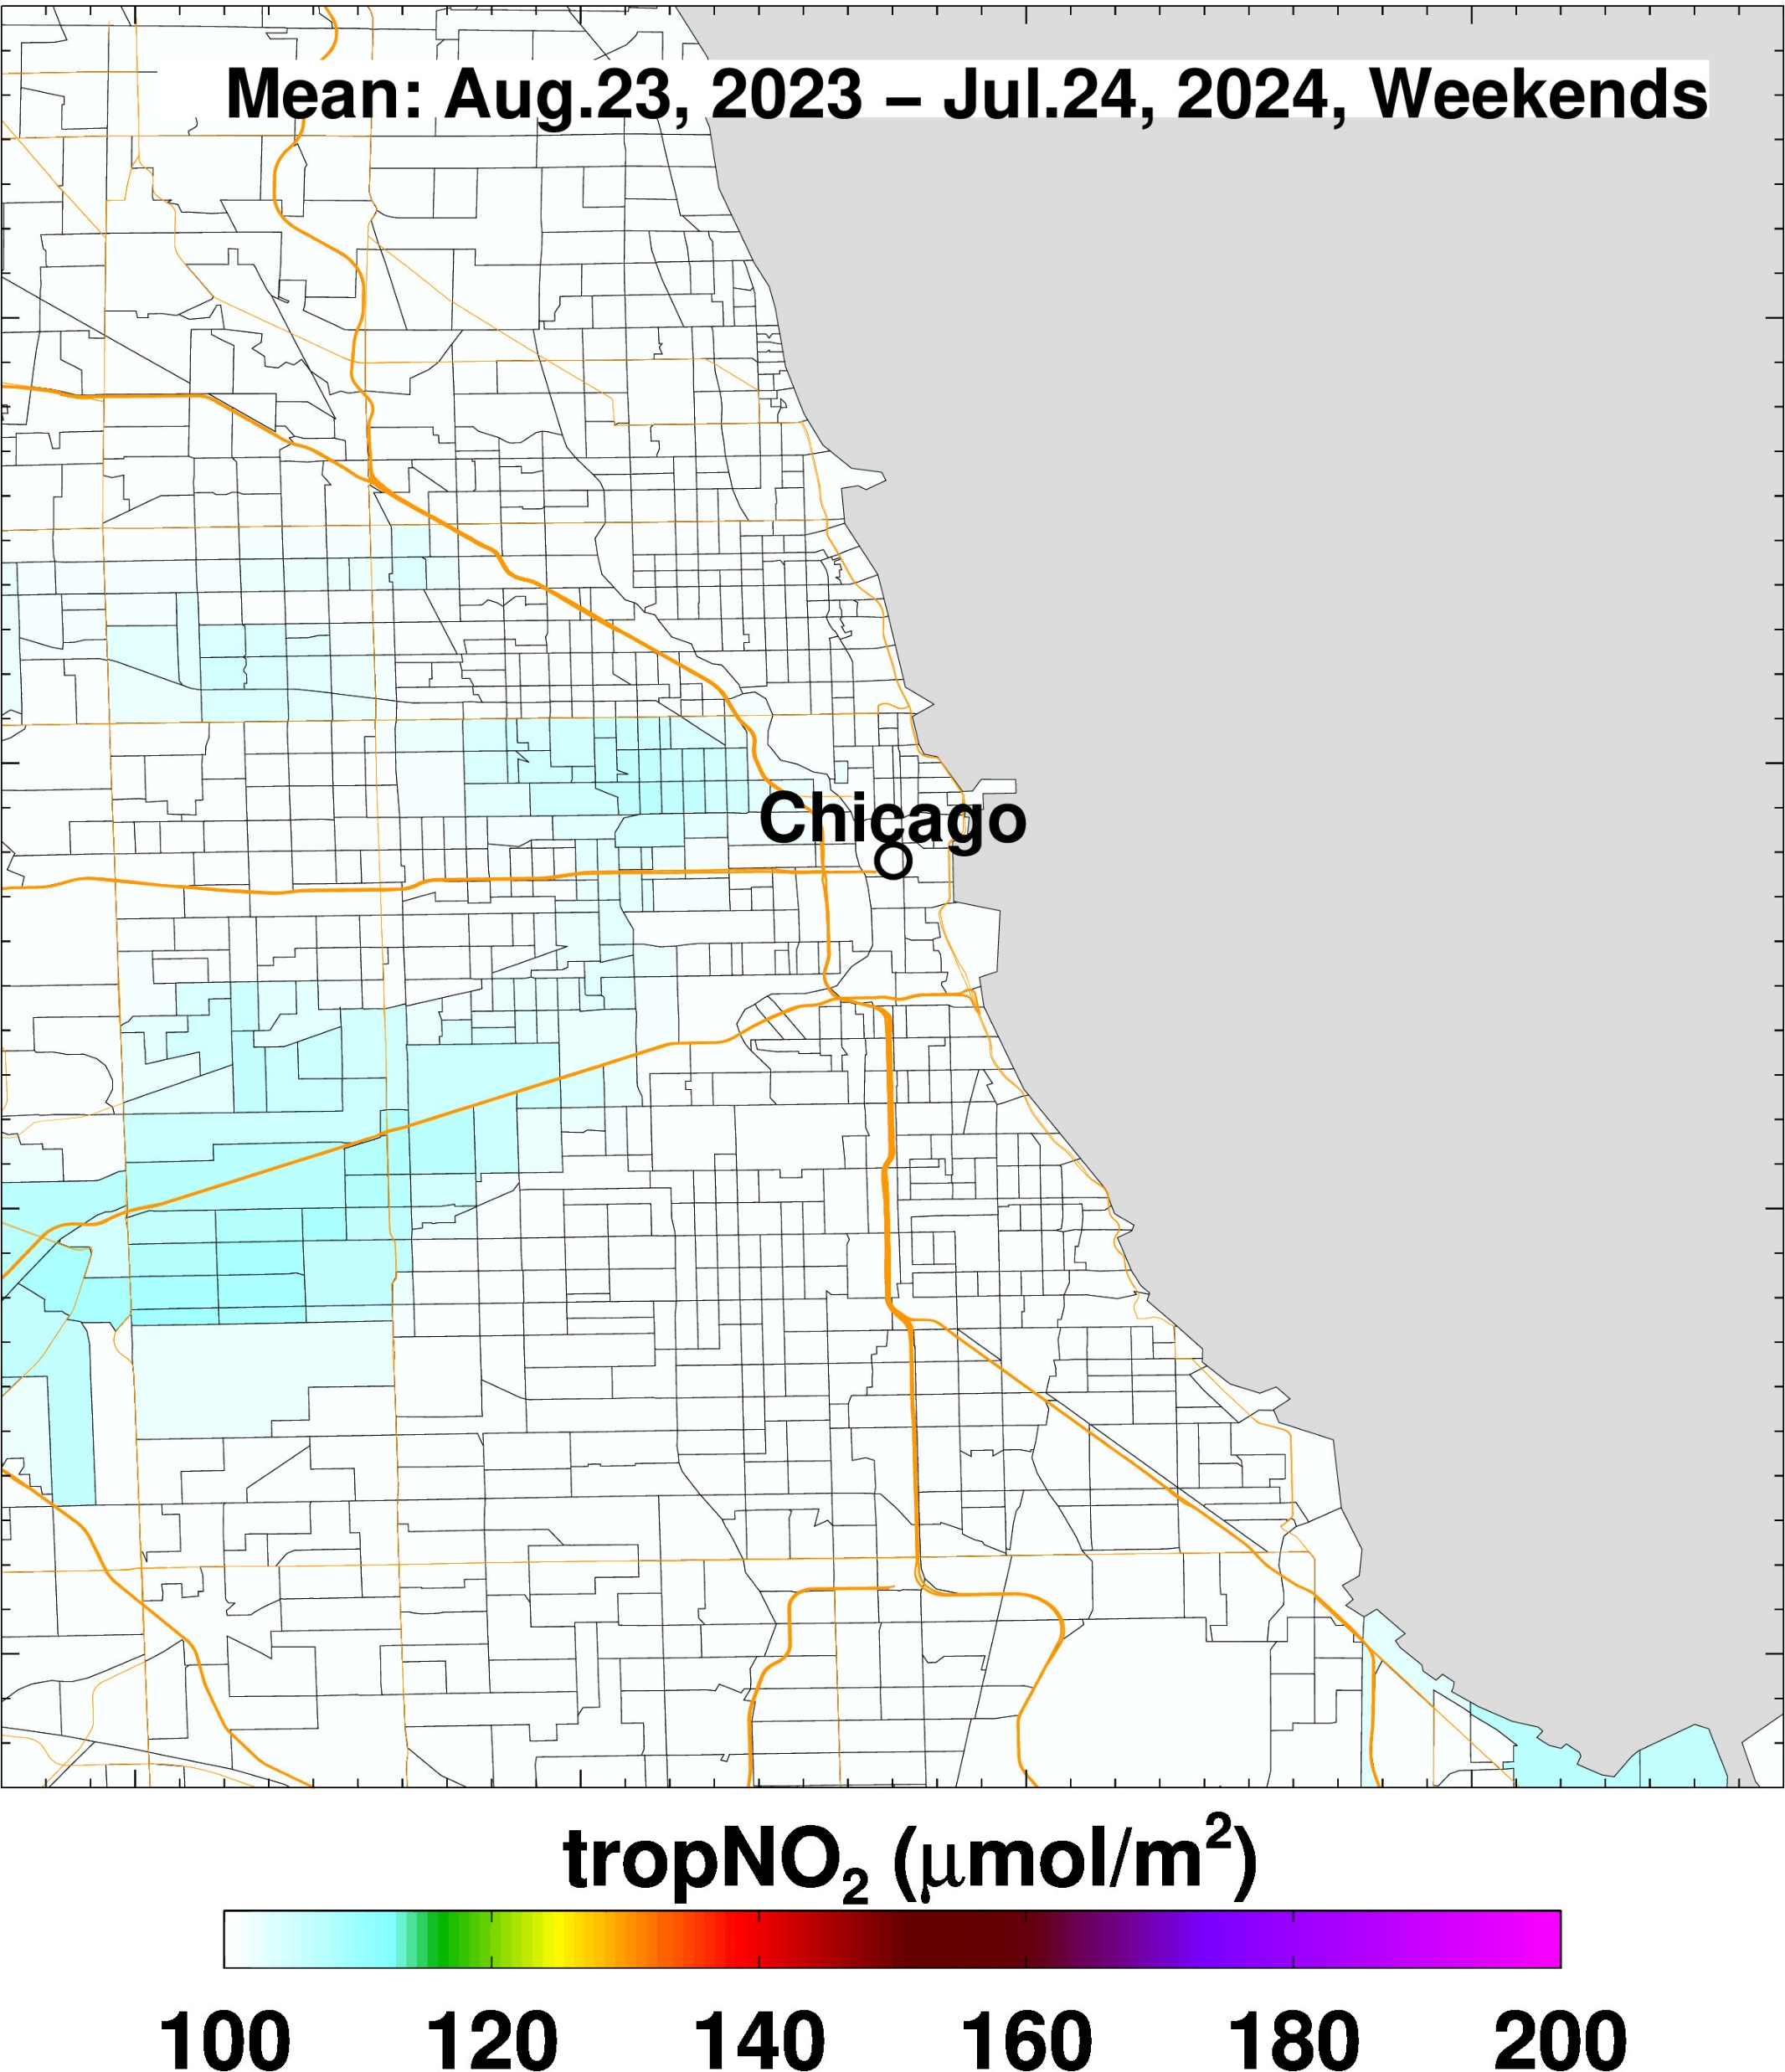 Mean: Aug.23, 2023 – Jul.24, 2024, Weekends
Chicago
tropNO₂ (μmol/m²)
100 120 140 160 180 200